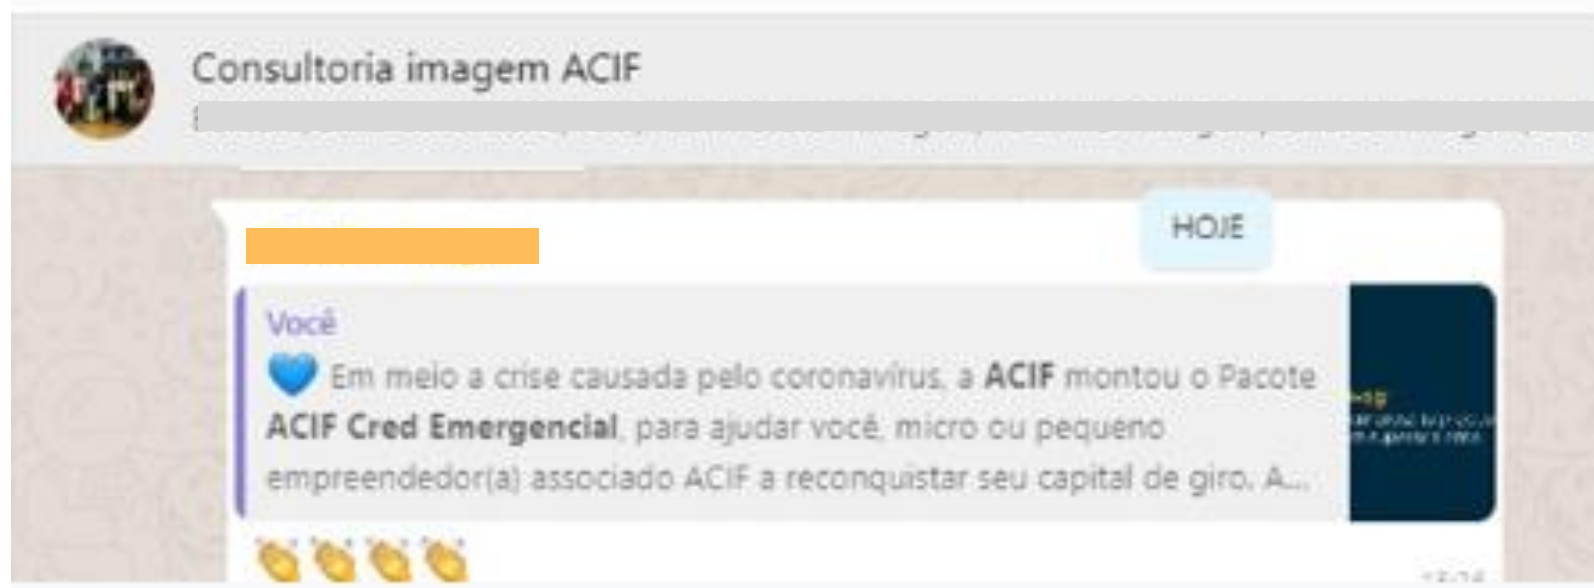 Consultoria imagem ACIF
HOJE
Você
💙 Em meio a crise causada pelo coronavírus, a ACIF montou o Pacote
ACIF Cred Emergencial, para ajudar você, micro ou pequeno
empreendedor(a) associado ACIF a reconquistar seu capital de giro. A...
👏👏👏👏